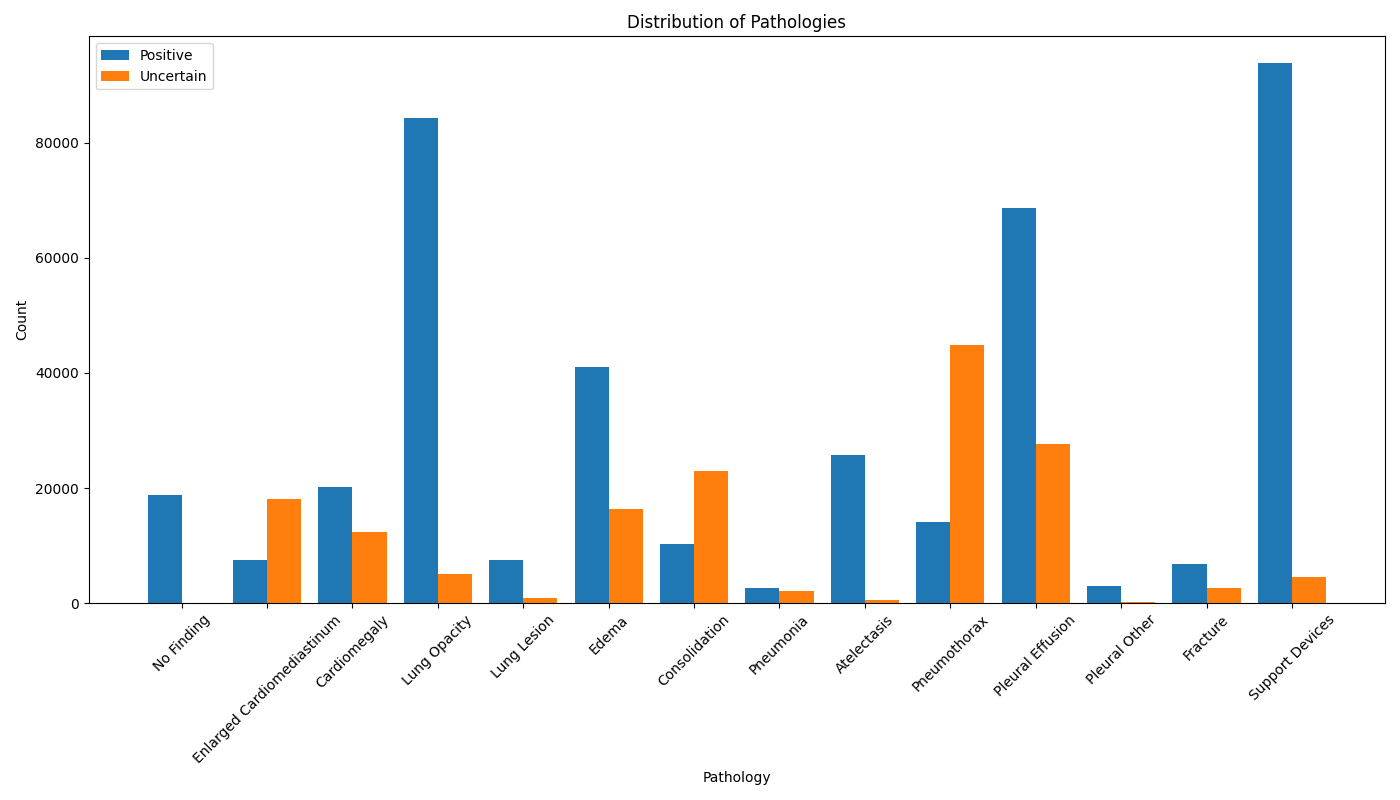 Distribution of Pathologies
Positive
Uncertain
Count
80000
60000
40000
20000
0
No Finding
Enlarged Cardiomediastinum
Cardiomegaly
Lung Opacity
Lung Lesion
Edema
Consolidation
Pneumonia
Atelectasis
Pneumothorax
Pleural Effusion
Pleural Other
Fracture
Support Devices
Pathology